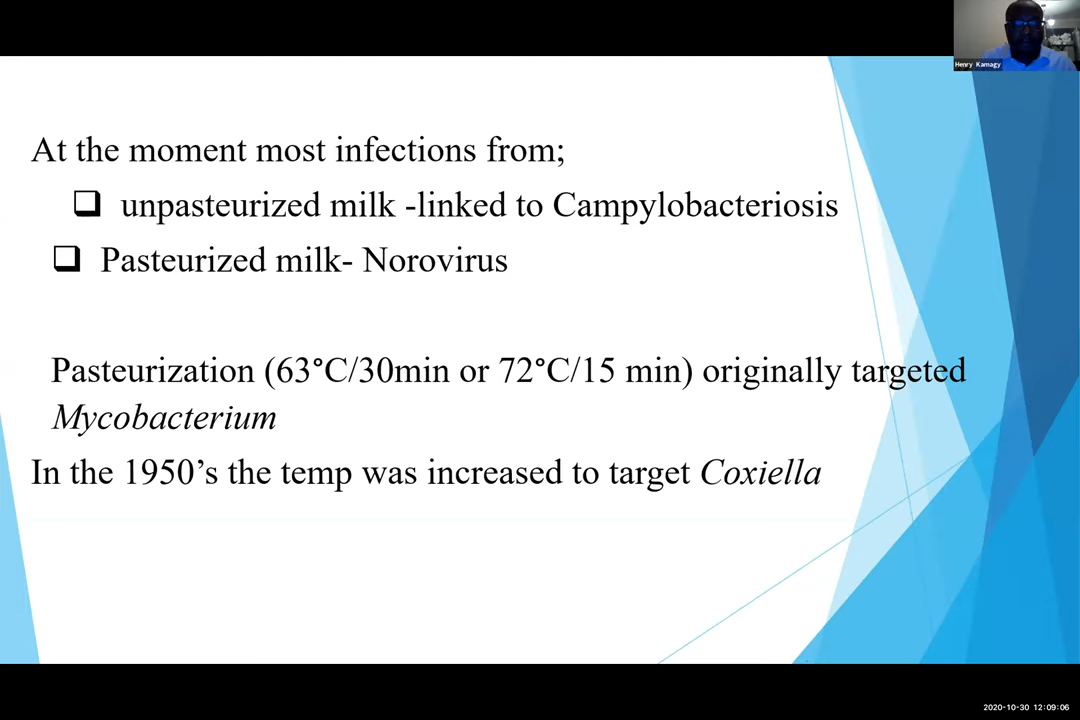 Henry Kamagy
At the moment most infections from;
unpasteurized milk -linked to Campylobacteriosis
Pasteurized milk- Norovirus
Pasteurization (63°C/30min or 72°C/15 min) originally targeted
Mycobacterium
In the 1950’s the temp was increased to target Coxiella
2020-10-30 12:09:06